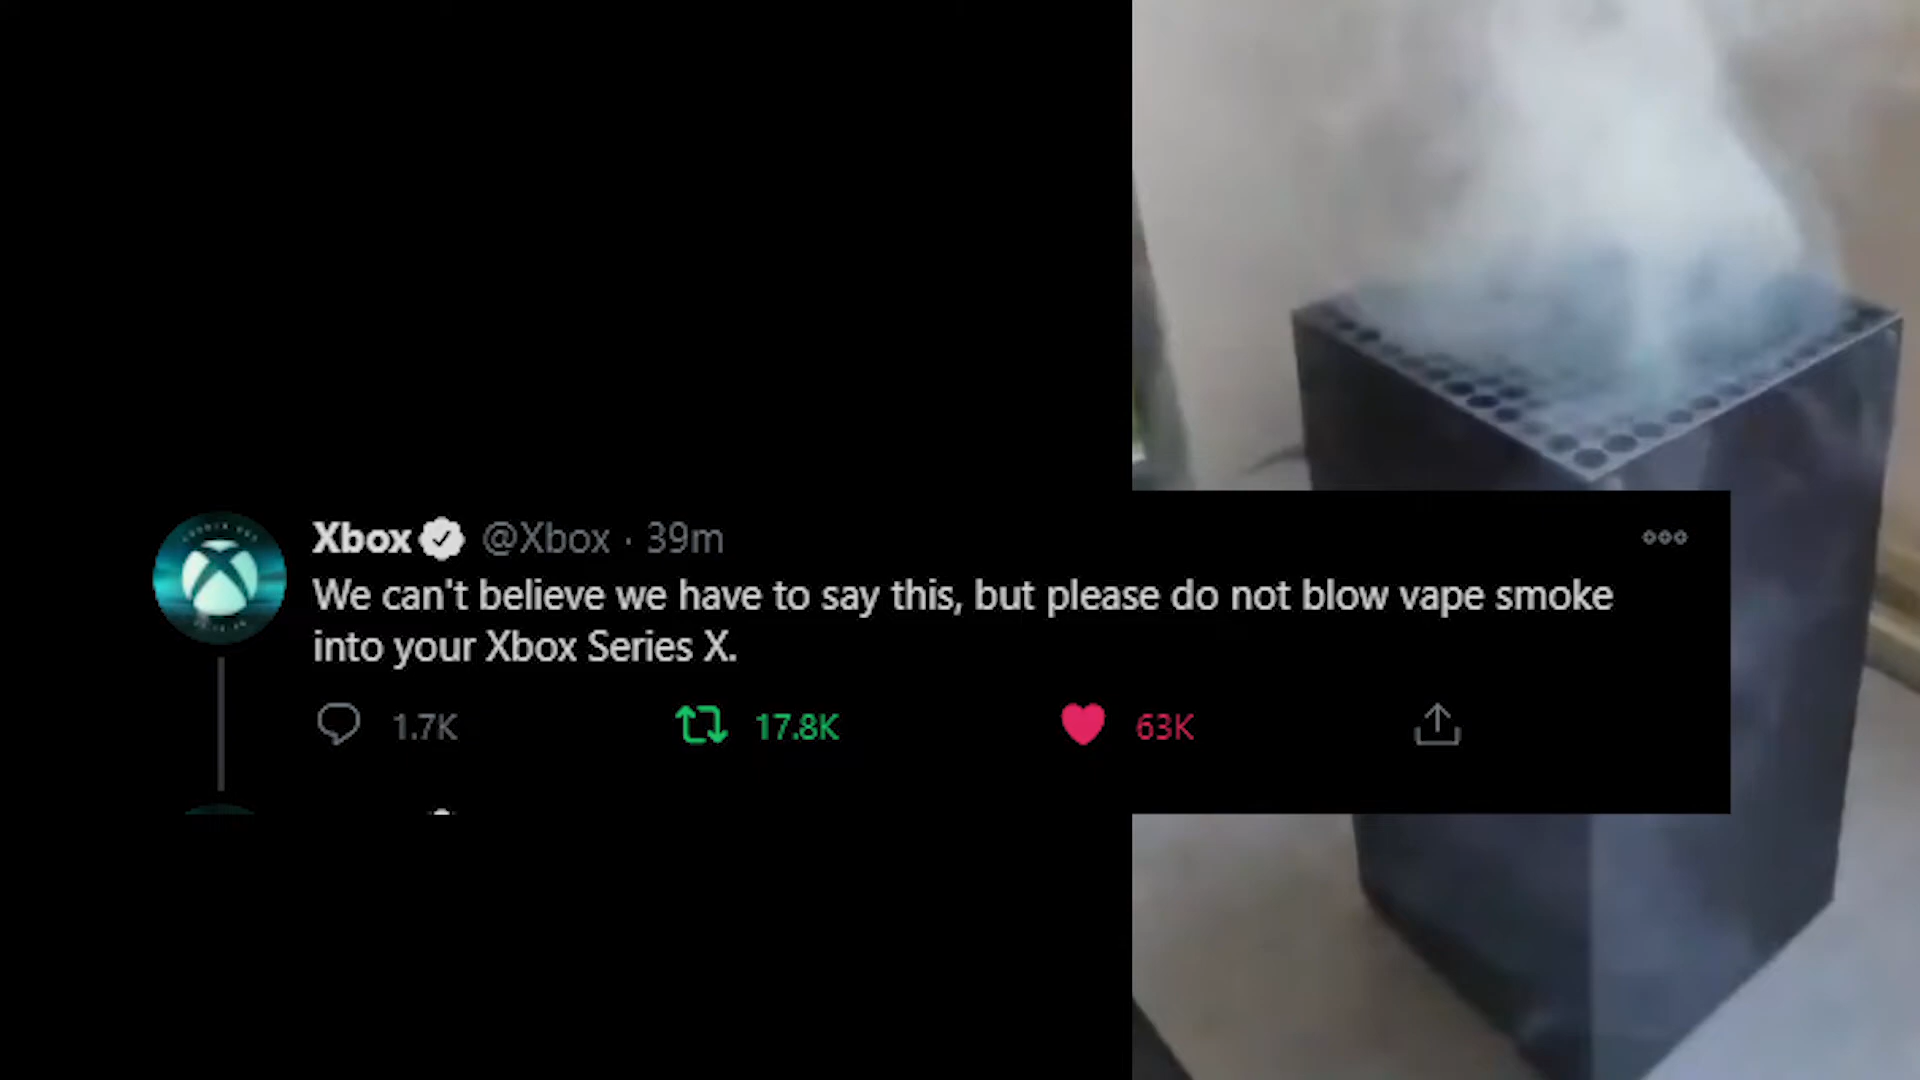 Xbox @Xbox · 39m
We can't believe we have to say this, but please do not blow vape smoke
into your Xbox Series X.
1.7K 17.8K 63K